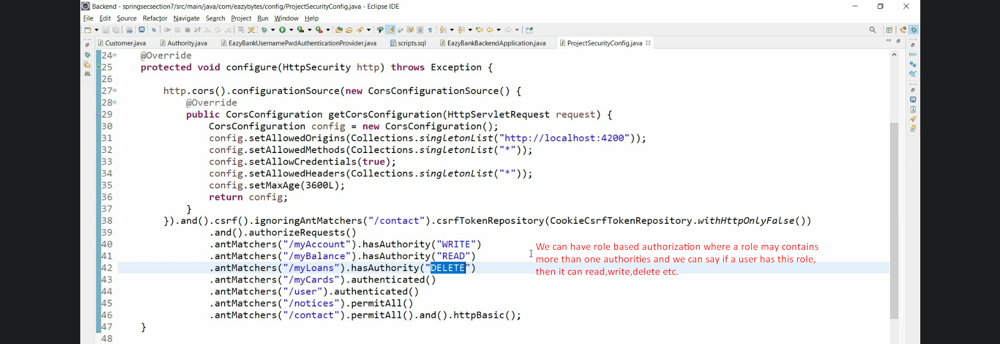 Backend - springsecsection7/src/main/java/com/eazybytes/config/ProjectSecurityConfig.java - Eclipse IDE
File Edit Source Refactor Navigate Search Project Run Window Help
Customer.java Authority.java EazyBankUsernamePwdAuthenticationProvider.java scripts.sql EazyBankBackendApplication.java ProjectSecurityConfig.java
24 @Override
25 protected void configure(HttpSecurity http) throws Exception {
26
27 http.cors().configurationSource(new CorsConfigurationSource() {
28 @Override
29 public CorsConfiguration getCorsConfiguration(HttpServletRequest request) {
30 CorsConfiguration config = new CorsConfiguration();
31 config.setAllowedOrigins(Collections.singletonList("http://localhost:4200"));
32 config.setAllowedMethods(Collections.singletonList("*"));
33 config.setAllowCredentials(true);
34 config.setAllowedHeaders(Collections.singletonList("*"));
35 config.setMaxAge(3600L);
36 return config;
37 }
38 }).and().csrf().ignoringAntMatchers("/contact").csrfTokenRepository(CookieCsrfTokenRepository.withHttpOnlyFalse())
39 .and().authorizeRequests()
40 .antMatchers("/myAccount").hasAuthority("WRITE")
41 .antMatchers("/myBalance").hasAuthority("READ")
42 .antMatchers("/myLoans").hasAuthority("DELETE")
43 .antMatchers("/myCards").authenticated()
44 .antMatchers("/user").authenticated()
45 .antMatchers("/notices").permitAll()
46 .antMatchers("/contact").permitAll().and().httpBasic();
47 }
48
We can have role based authorization where a role may contains
more than one authorities and we can say if a user has this role,
then it can read,write,delete etc.